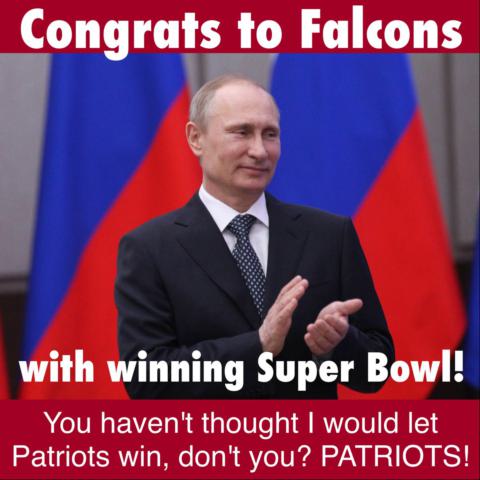 Congrats to Falcons
with winning Super Bowl!
You haven't thought I would let
Patriots win, don't you? PATRIOTS!